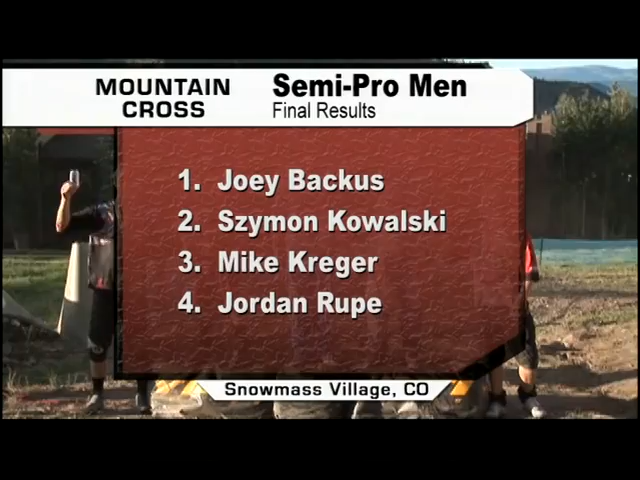 MOUNTAIN
CROSS
Semi-Pro Men
Final Results
1. Joey Backus
2. Szymon Kowalski
3. Mike Kreger
4. Jordan Rupe
Snowmass Village, CO